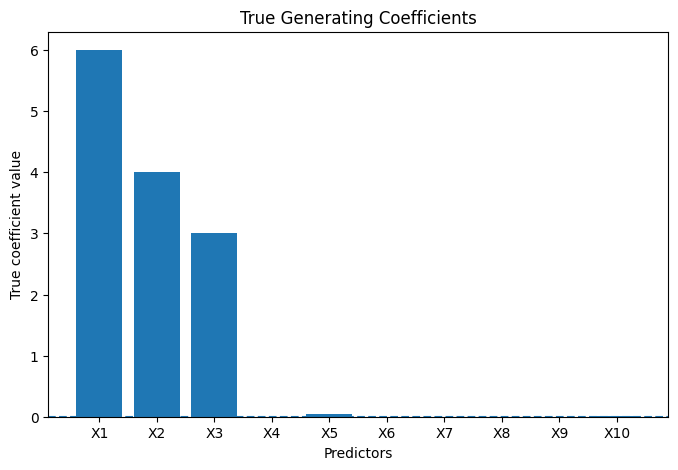 True Generating Coefficients
True coefficient value
6
5
4
3
2
1
0
X1 X2 X3 X4 X5 X6 X7 X8 X9 X10
Predictors